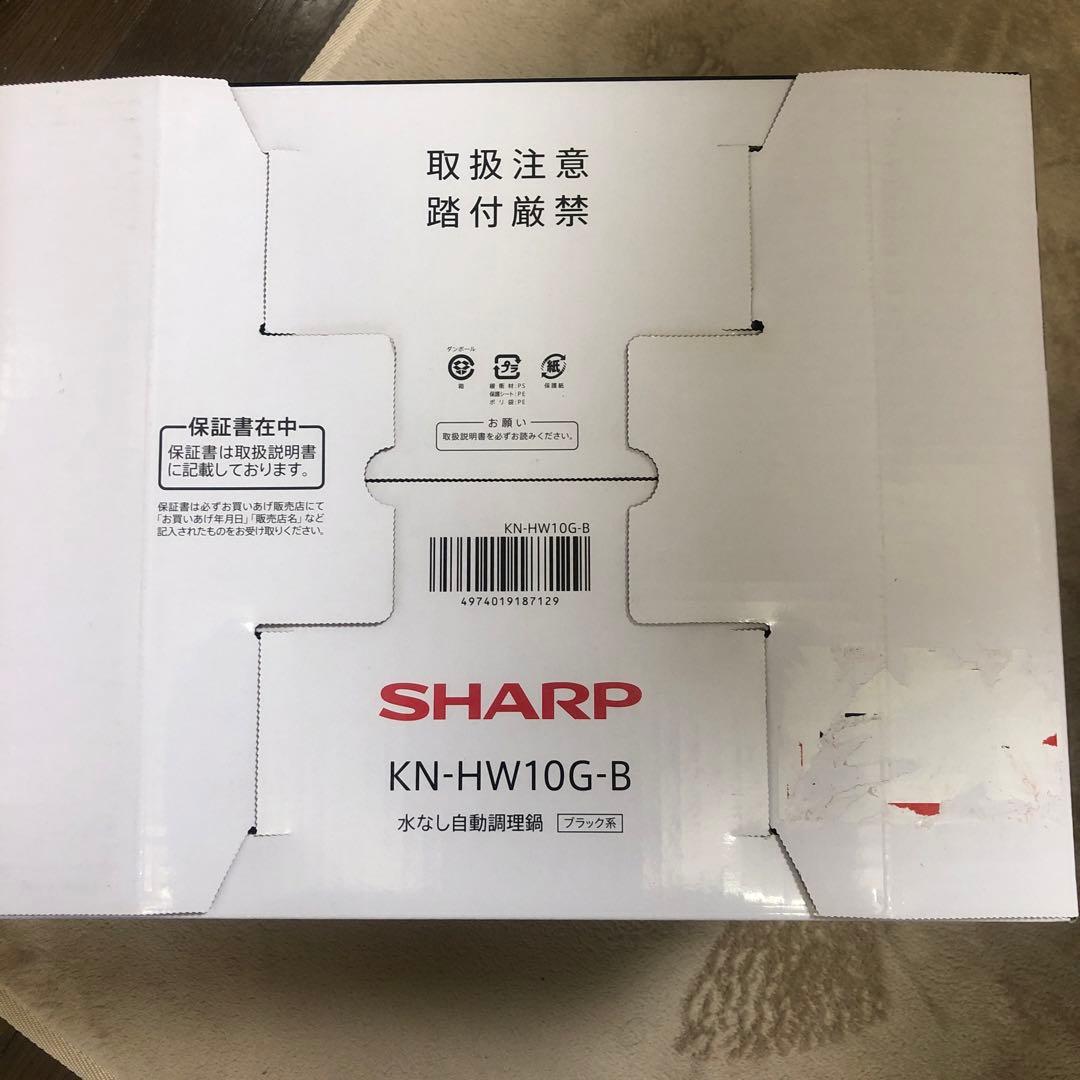 取扱注意
踏付厳禁
ダンボール
箱
プラ
緩衝材:PS
保護シート:PE
ポリ袋:PE
紙
保護紙
お願い
取扱説明書を必ずお読みください。
保証書在中
保証書は取扱説明書
に記載しております。
保証書は必ずお買いあげ販売店にて
「お買いあげ年月日」「販売店名」など
記入されたものをお受け取りください。
KN-HW10G-B
4974019187129
SHARP
KN-HW10G-B
水なし自動調理鍋 ブラック系